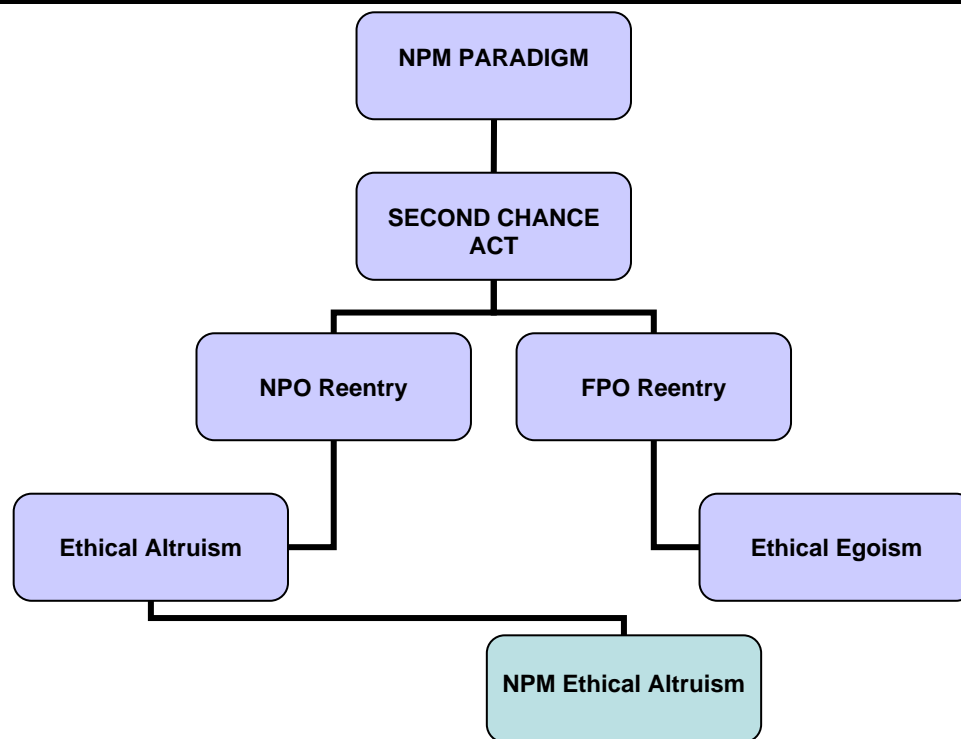 NPM PARADIGM
SECOND CHANCE
ACT
NPO Reentry
FPO Reentry
Ethical Altruism
Ethical Egoism
NPM Ethical Altruism